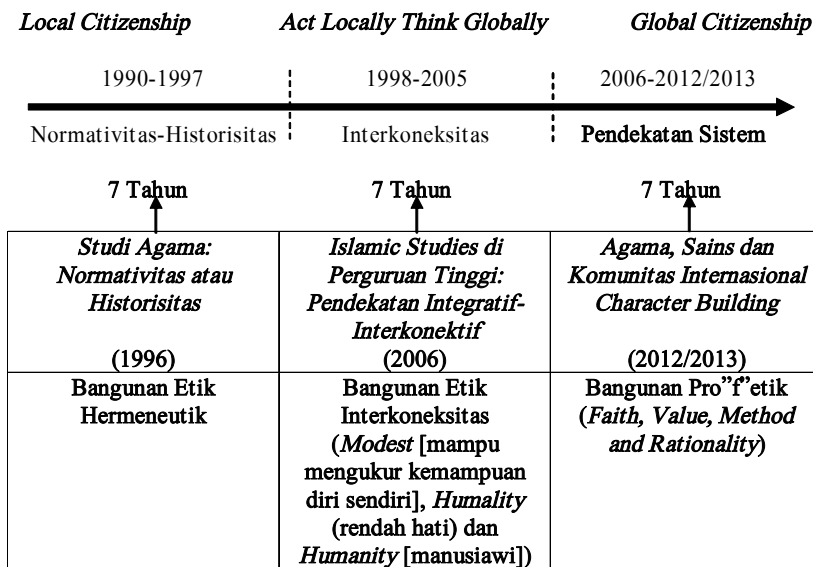 Local Citizenship Act Locally Think Globally Global Citizenship
1990-1997 1998-2005 2006-2012/2013
Normativitas-Historisitas Interkoneksitas Pendekatan Sistem
7 Tahun 7 Tahun 7 Tahun
Studi Agama:
Normativitas atau
Historisitas
(1996)
Islamic Studies di
Perguruan Tinggi:
Pendekatan Integratif-
Interkonektif
(2006)
Agama, Sains dan
Komunitas Internasional
Character Building
(2012/2013)
Bangunan Etik
Hermeneutik
Bangunan Etik
Interkoneksitas
(Modest [mampu
mengukur kemampuan
diri sendiri], Humality
(rendah hati) dan
Humanity [manusiawi])
Bangunan Pro”f”etik
(Faith, Value, Method
and Rationality)